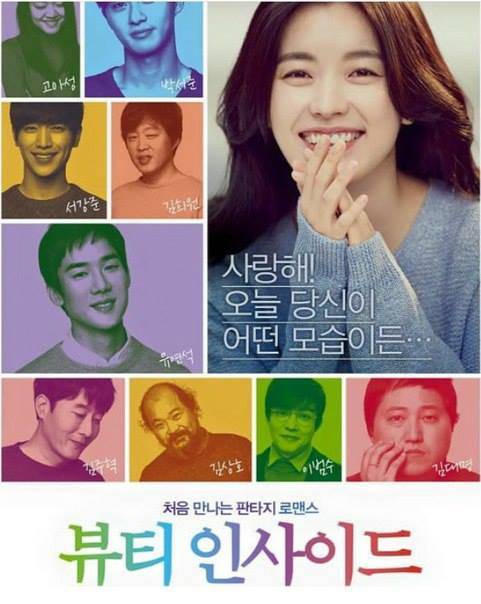 고아성
박서준
서강준
김희원
사랑해!
오늘 당신이
어떤 모습이든…
유연석
김주혁
김상호
이범수
김대명
처음 만나는 판타지 로맨스
뷰티 인사이드